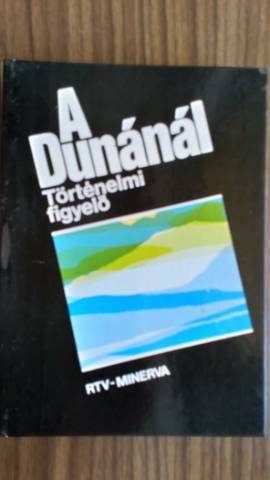 A
Dunánál
Történelmi
figyelő
RTV-MINERVA